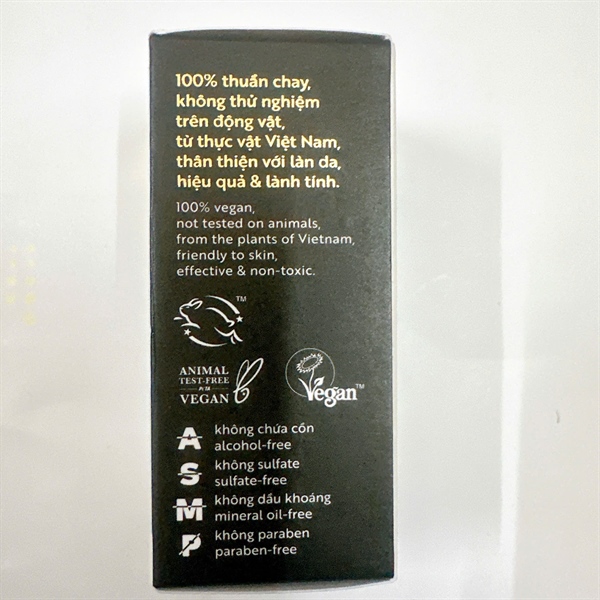 100% thuần chay,
không thử nghiệm
trên động vật,
từ thực vật Việt Nam,
thân thiện với làn da,
hiệu quả & lành tính.
100% vegan,
not tested on animals,
from the plants of Vietnam,
friendly to skin,
effective & non-toxic.
TM
ANIMAL
TEST-FREE
PETA
VEGAN
Vegan™
A
không chứa cồn
alcohol-free
S
không sulfate
sulfate-free
M
không dầu khoáng
mineral oil-free
P
không paraben
paraben-free